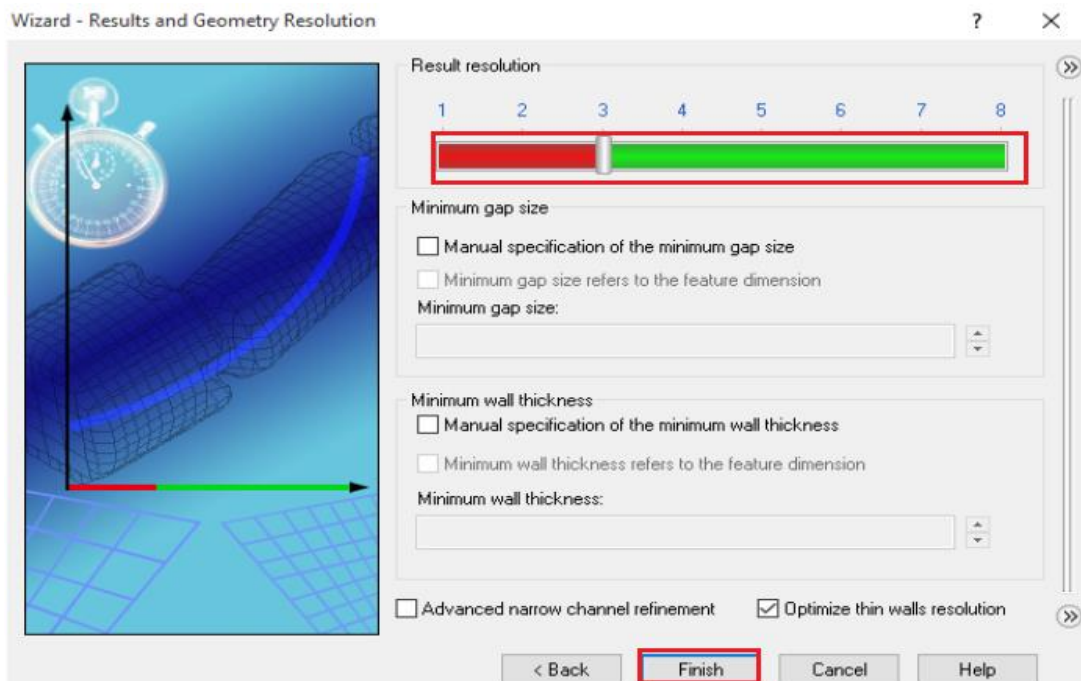 Wizard - Results and Geometry Resolution
?
Result resolution
1 2 3 4 5 6 7 8
Minimum gap size
Manual specification of the minimum gap size
Minimum gap size refers to the feature dimension
Minimum gap size:
Minimum wall thickness
Manual specification of the minimum wall thickness
Minimum wall thickness refers to the feature dimension
Minimum wall thickness:
Advanced narrow channel refinement Optimize thin walls resolution
< Back Finish Cancel Help